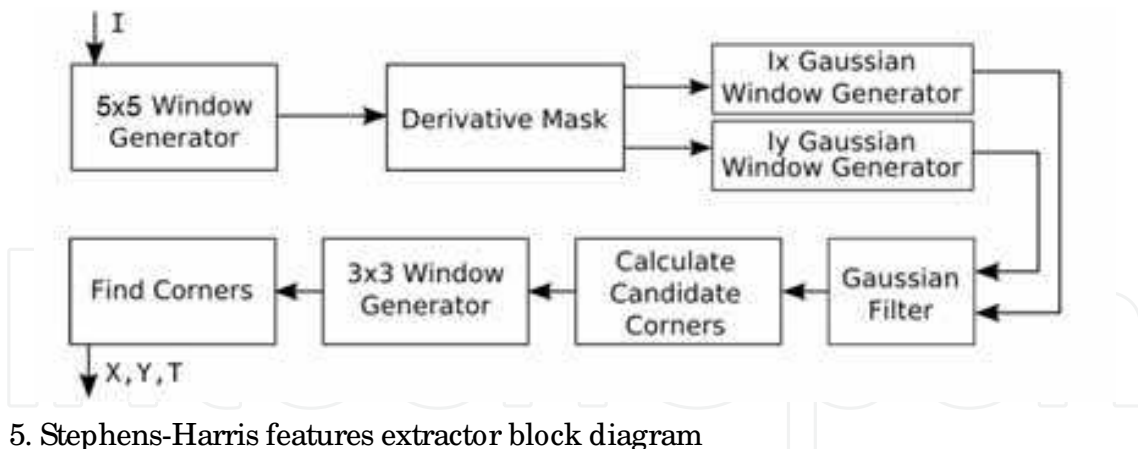 I
5x5 Window
Generator
Derivative Mask
Ix Gaussian
Window Generator
Iy Gaussian
Window Generator
Find Corners
3x3 Window
Generator
Calculate
Candidate
Corners
Gaussian
Filter
X,Y,T
5. Stephens-Harris features extractor block diagram